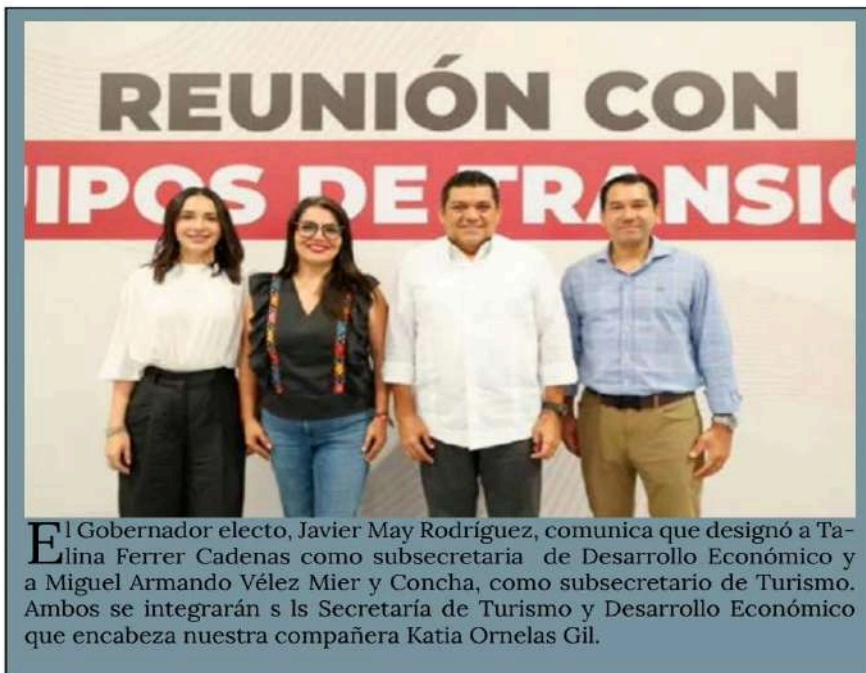 REUNIÓN CON
UIPOS DE TRANSIC
El Gobernador electo, Javier May Rodríguez, comunica que designó a Ta-
lina Ferrer Cadenas como subsecretaria de Desarrollo Económico y
a Miguel Armando Vélez Mier y Concha, como subsecretario de Turismo.
Ambos se integrarán s ls Secretaría de Turismo y Desarrollo Económico
que encabeza nuestra compañera Katia Ornelas Gil.